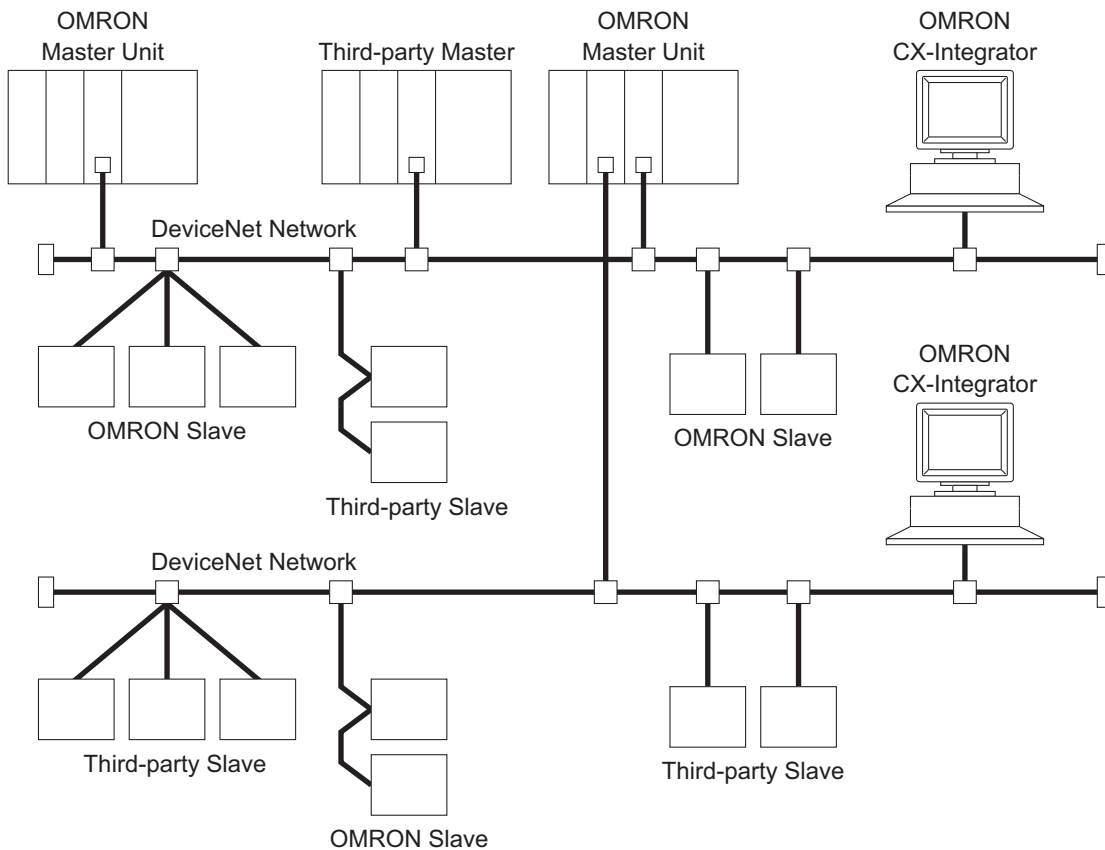 OMRON
Master Unit
Third-party Master
OMRON
Master Unit
OMRON
CX-Integrator
DeviceNet Network
OMRON Slave
Third-party Slave
OMRON Slave
OMRON
CX-Integrator
DeviceNet Network
Third-party Slave
OMRON Slave
Third-party Slave